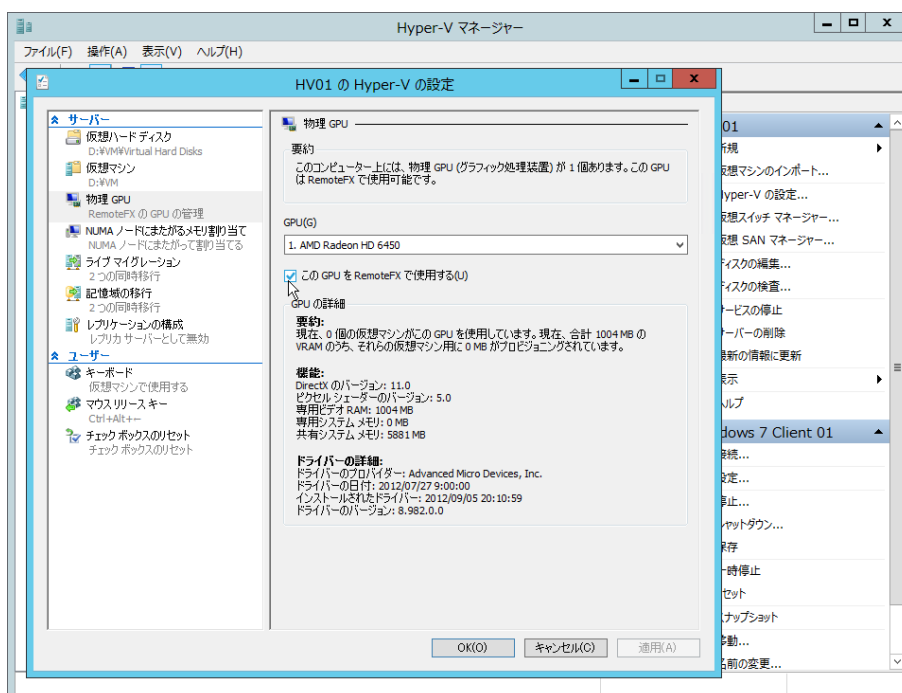 Hyper-V マネージャー
ファイル(F) 操作(A) 表示(V) ヘルプ(H)
HV01 の Hyper-V の設定
サーバー
仮想ハード ディスク
D:¥VM¥Virtual Hard Disks
仮想マシン
D:¥VM
物理 GPU
RemoteFX の GPU の管理
NUMA ノードにまたがるメモリ割り当て
NUMA ノードにまたがって割り当てる
ライブ マイグレーション
2 つの同時移行
記憶域の移行
2 つの同時移行
レプリケーションの構成
レプリカ サーバーとして無効
ユーザー
キーボード
仮想マシンで使用する
マウス リリース キー
Ctrl+Alt+←
チェック ボックスのリセット
チェック ボックスのリセット
物理 GPU
要約
このコンピューター上には、物理 GPU (グラフィック処理装置) が 1 個あります。この GPU
は RemoteFX で使用可能です。
GPU(G)
1. AMD Radeon HD 6450
この GPU を RemoteFX で使用する(U)
GPU の詳細
要約:
現在、0 個の仮想マシンがこの GPU を使用しています。現在、合計 1004 MB の
VRAM のうち、それらの仮想マシン用に 0 MB がプロビジョニングされています。
機能:
DirectX のバージョン: 11.0
ピクセル シェーダーのバージョン: 5.0
専用ビデオ RAM: 1004 MB
専用システム メモリ: 0 MB
共有システム メモリ: 5881 MB
ドライバーの詳細:
ドライバーのプロバイダー: Advanced Micro Devices, Inc.
ドライバーの日付: 2012/07/27 9:00:00
インストールされたドライバー: 2012/09/05 20:10:59
ドライバーのバージョン: 8.982.0.0
OK(O) キャンセル(C) 適用(A)
01
規
想マシンのインポート...
yper-V の設定...
想スイッチ マネージャー...
想 SAN マネージャー...
ィスクの編集...
ィスクの検査...
ービスの停止
ーバーの削除
新の情報に更新
示
ルプ
dows 7 Client 01
続...
定...
止...
ャットダウン...
存
時停止
セット
ナップショット
動...
前の変更...